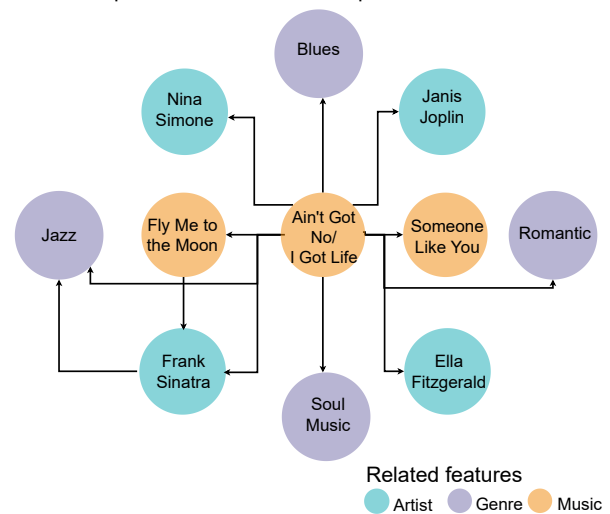 Blues
Nina
Simone
Janis
Joplin
Jazz
Fly Me to
the Moon
Ain't Got
No/
I Got Life
Someone
Like You
Romantic
Frank
Sinatra
Ella
Fitzgerald
Soul
Music
Related features
Artist
Genre
Music